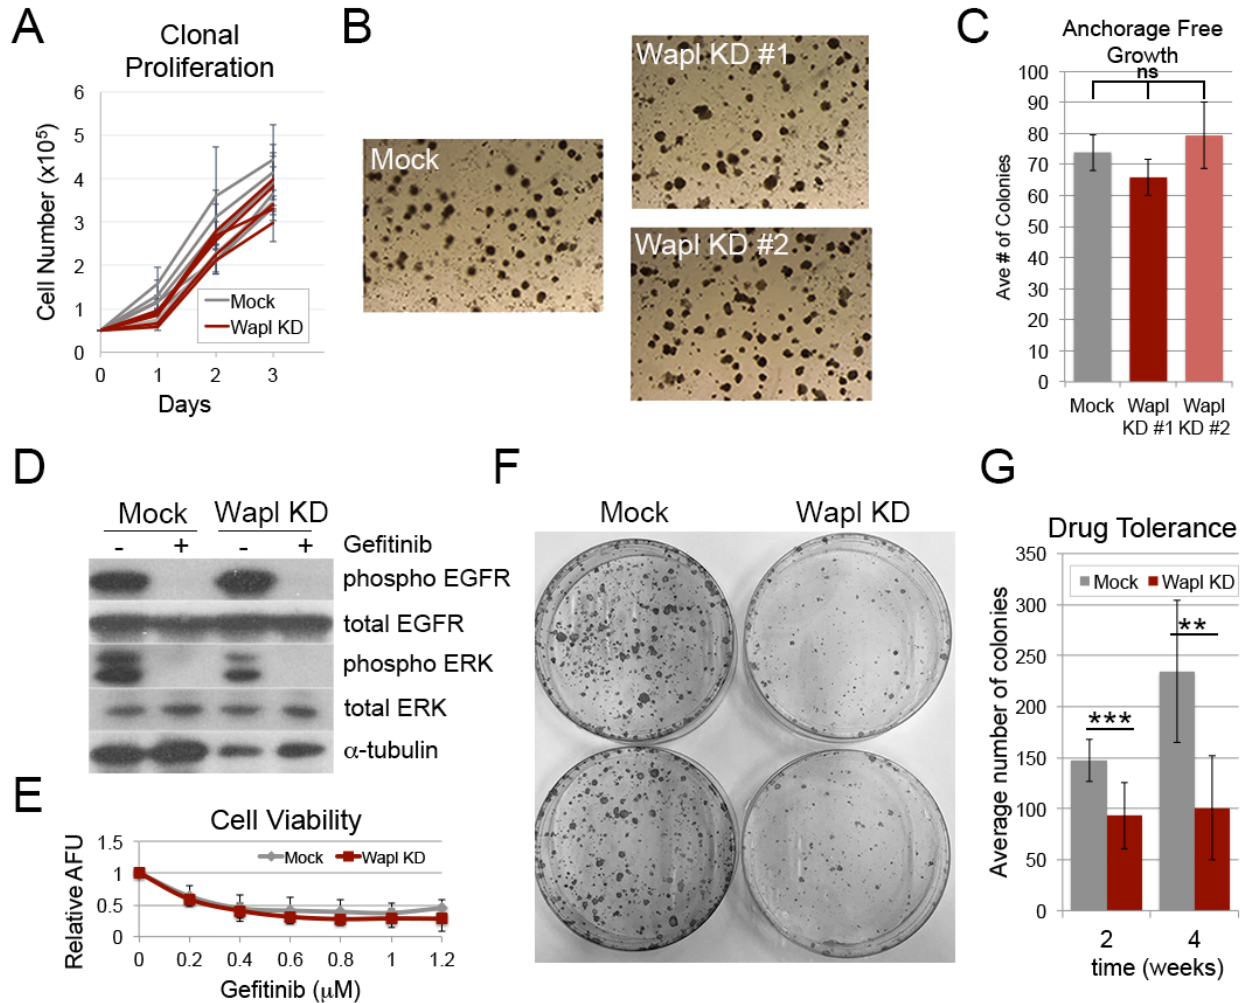 A
Clonal
Proliferation
Cell Number (x10⁵)
6
5
4
3
2
1
0
Mock
Wapl KD
0 1 2 3
Days
B
Mock
Wapl KD #1
Wapl KD #2
C
Anchorage Free
Growth
ns
Ave # of Colonies
100
90
80
70
60
50
40
30
20
10
0
Mock Wapl Wapl
KD #1 KD #2
D
Mock Wapl KD
- + - + Gefitinib
phospho EGFR
total EGFR
phospho ERK
total ERK
α-tubulin
E
Cell Viability
Relative AFU
1.5
1
0.5
0
Mock Wapl KD
0 0.2 0.4 0.6 0.8 1 1.2
Gefitinib (μM)
F
Mock Wapl KD
G
Drug Tolerance
Average number of colonies
350
300
250
200
150
100
50
0
Mock Wapl KD
**
***
2 4
time (weeks)